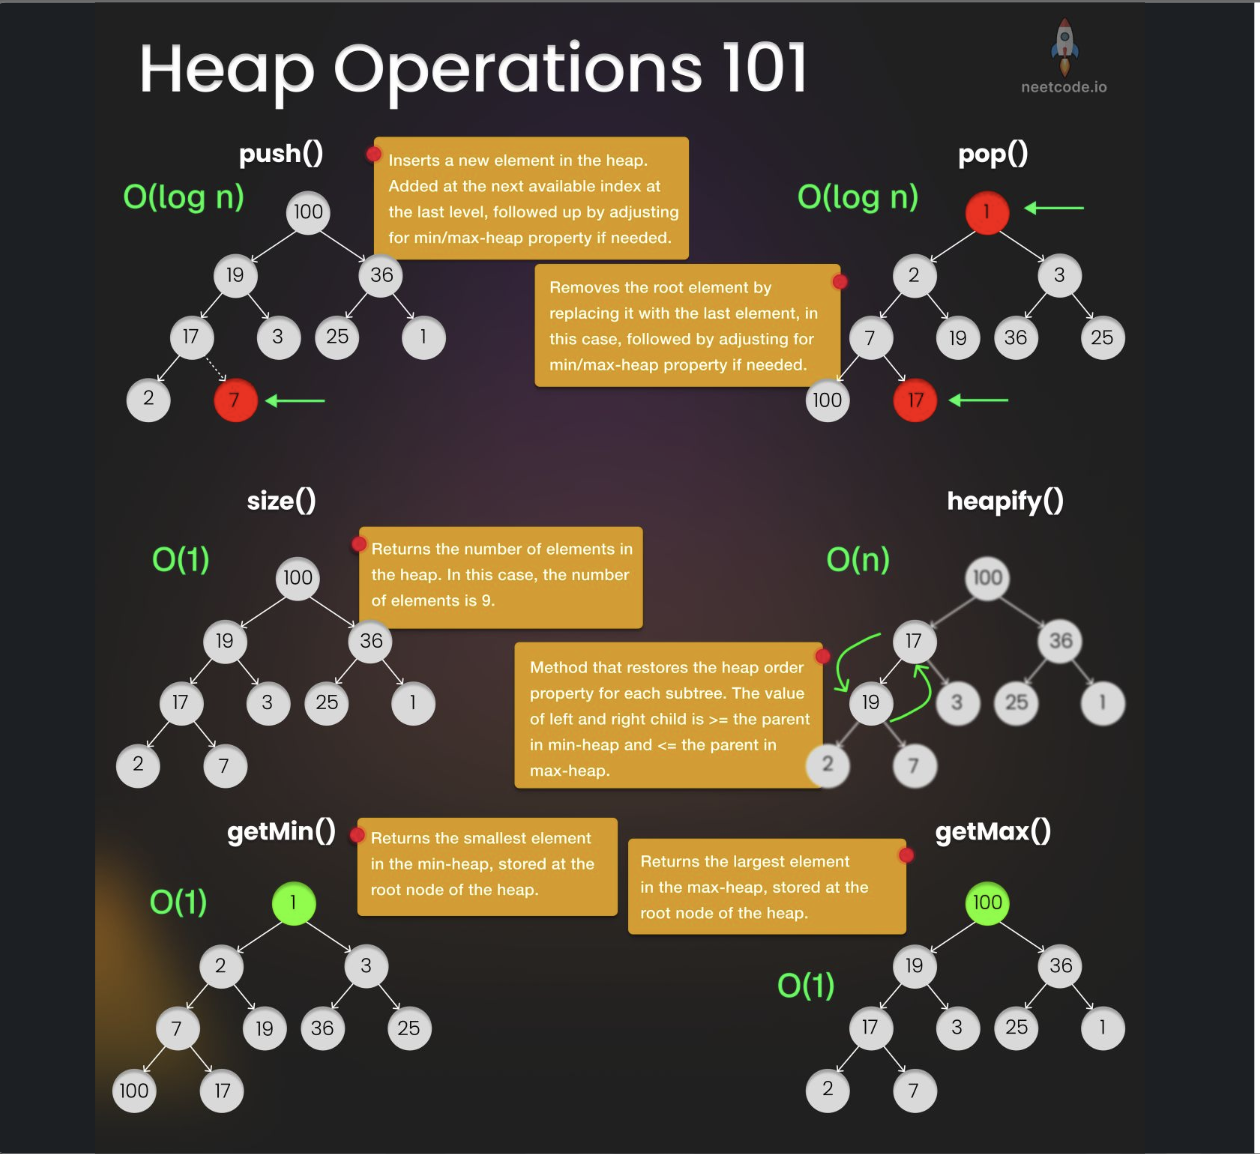 Heap Operations 101
neetcode.io
push()
O(log n)
Inserts a new element in the heap.
Added at the next available index at
the last level, followed up by adjusting
for min/max-heap property if needed.
100
19
36
17
3
25
1
2
7
pop()
O(log n)
Removes the root element by
replacing it with the last element, in
this case, followed by adjusting for
min/max-heap property if needed.
1
2
3
7
19
36
25
100
17
size()
O(1)
Returns the number of elements in
the heap. In this case, the number
of elements is 9.
100
19
36
17
3
25
1
2
7
heapify()
O(n)
Method that restores the heap order
property for each subtree. The value
of left and right child is >= the parent
in min-heap and <= the parent in
max-heap.
100
17
36
19
3
25
1
2
7
getMin()
O(1)
Returns the smallest element
in the min-heap, stored at the
root node of the heap.
1
2
3
7
19
36
25
100
17
getMax()
O(1)
Returns the largest element
in the max-heap, stored at the
root node of the heap.
100
19
36
17
3
25
1
2
7